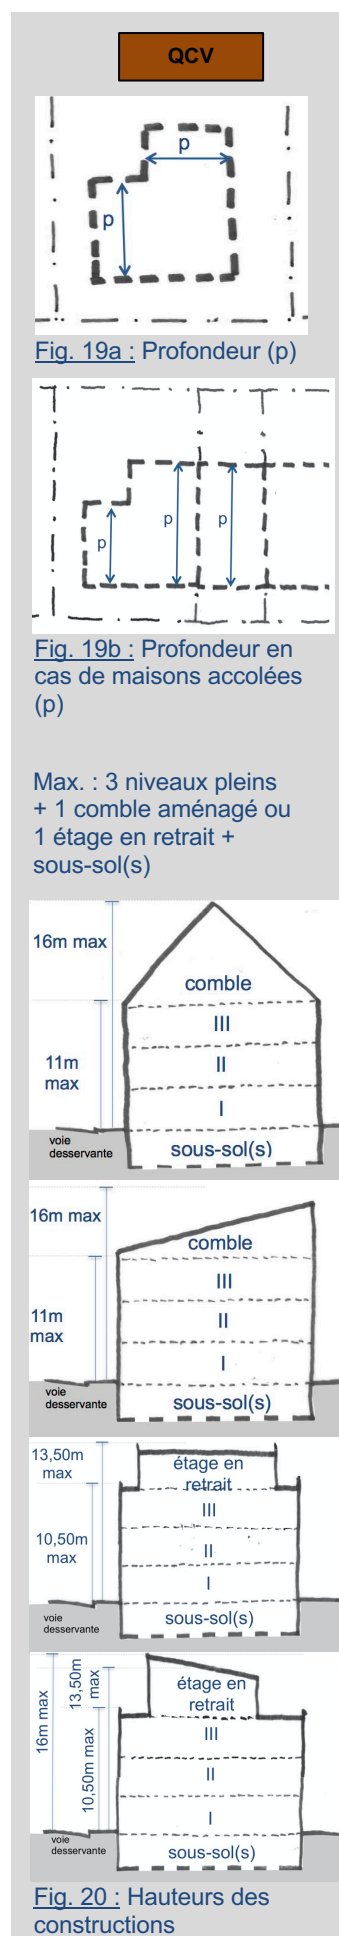 QCV
p
p
Fig. 19a : Profondeur (p)
p
p
p
Fig. 19b : Profondeur en
cas de maisons accolées
(p)
Max. : 3 niveaux pleins
+ 1 comble aménagé ou
1 étage en retrait +
sous-sol(s)
16m max
comble
III
11m
max
II
I
voie
desservante
sous-sol(s)
16m max
comble
III
11m
max
II
I
voie
desservante
sous-sol(s)
13,50m
max
étage en
retrait
III
10,50m
max
II
I
voie
desservante
sous-sol(s)
16m max
13,50m
max
10,50m max
étage en
retrait
III
II
I
voie
desservante
sous-sol(s)
Fig. 20 : Hauteurs des
constructions